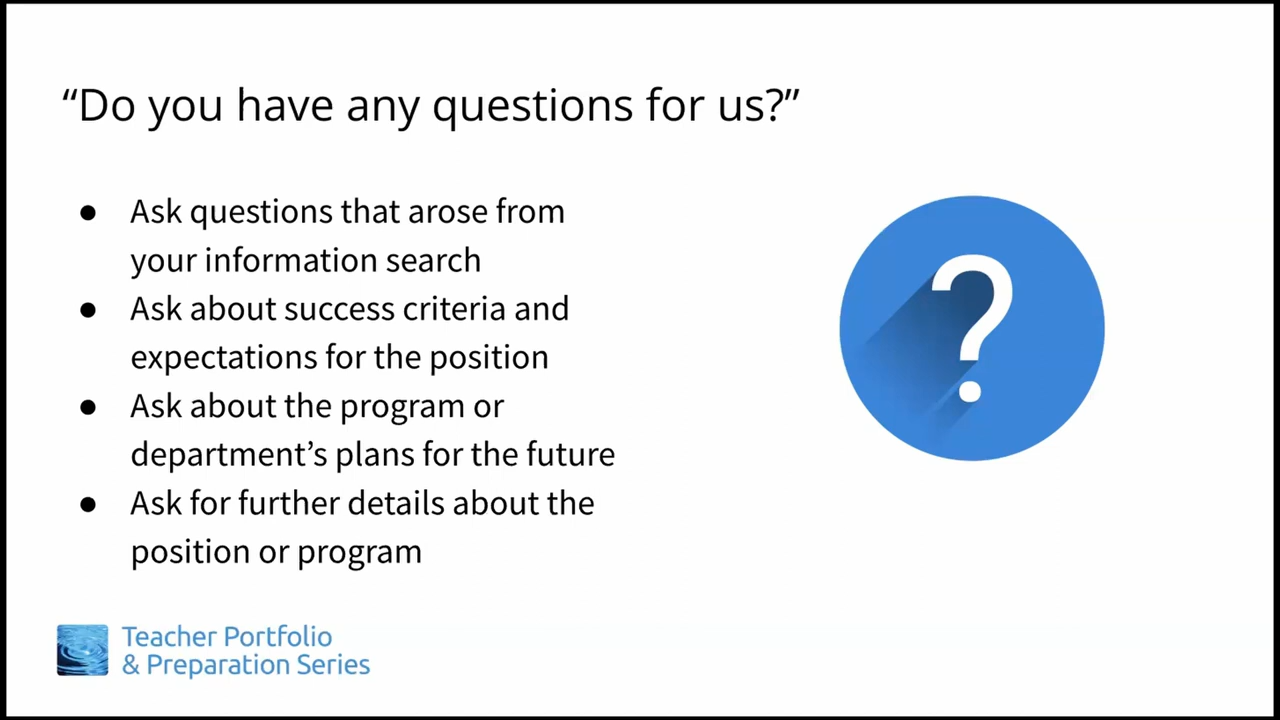 “Do you have any questions for us?”
● Ask questions that arose from
your information search
● Ask about success criteria and
expectations for the position
● Ask about the program or
department’s plans for the future
● Ask for further details about the
position or program
?
Teacher Portfolio
& Preparation Series